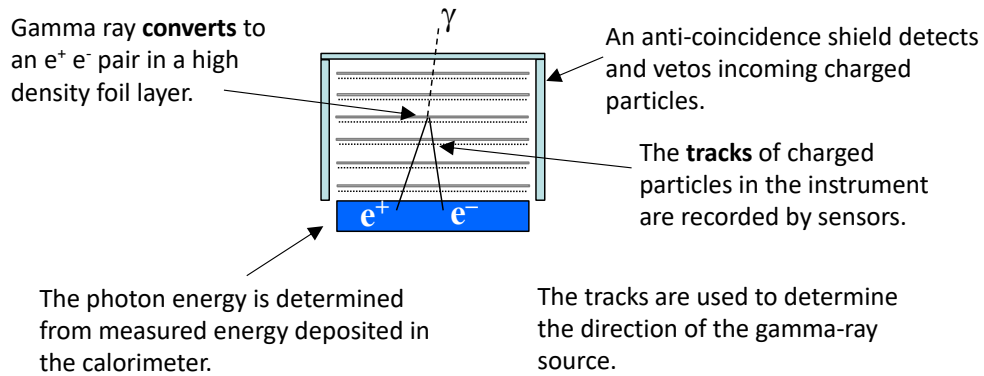 γ
Gamma ray converts to
an e⁺ e⁻ pair in a high
density foil layer.
An anti-coincidence shield detects
and vetos incoming charged
particles.
The tracks of charged
particles in the instrument
are recorded by sensors.
e⁺ e⁻
The photon energy is determined
from measured energy deposited in
the calorimeter.
The tracks are used to determine
the direction of the gamma-ray
source.